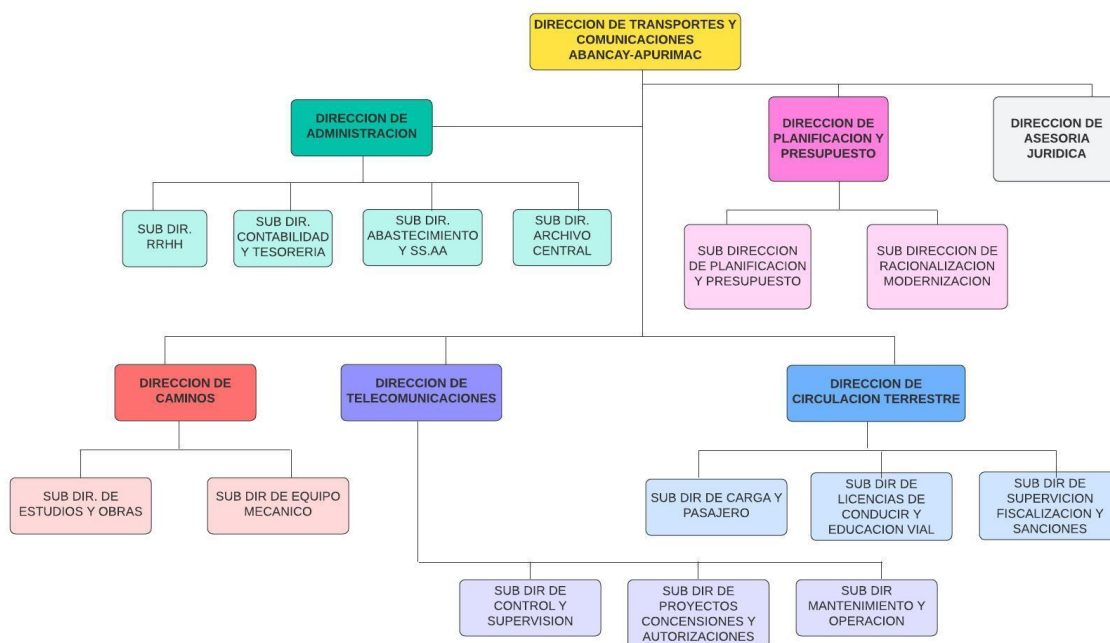 DIRECCION DE TRANSPORTES Y
COMUNICACIONES
ABANCAY-APURIMAC
DIRECCION DE
ADMINISTRACION
DIRECCION DE
PLANIFICACION Y
PRESUPUESTO
DIRECCION DE
ASESORIA
JURIDICA
SUB DIR.
RRHH
SUB DIR.
CONTABILIDAD
Y TESORERIA
SUB DIR.
ABASTECIMIENTO
Y SS.AA
SUB DIR.
ARCHIVO
CENTRAL
SUB DIRECCION
DE PLANIFICACION
Y PRESUPUESTO
SUB DIRECCION DE
RACIONALIZACION
MODERNIZACION
DIRECCION DE
CAMINOS
DIRECCION DE
TELECOMUNICACIONES
DIRECCION DE
CIRCULACION TERRESTRE
SUB DIR. DE
ESTUDIOS Y OBRAS
SUB DIR DE EQUIPO
MECANICO
SUB DIR DE CARGA Y
PASAJERO
SUB DIR DE
LICENCIAS DE
CONDUCIR Y
EDUCACION VIAL
SUB DIR DE
SUPERVICION
FISCALIZACION Y
SANCIONES
SUB DIR DE
CONTROL Y
SUPERVISION
SUB DIR DE
PROYECTOS
CONCENSIONES Y
AUTORIZACIONES
SUB DIR
MANTENIMIENTO Y
OPERACION